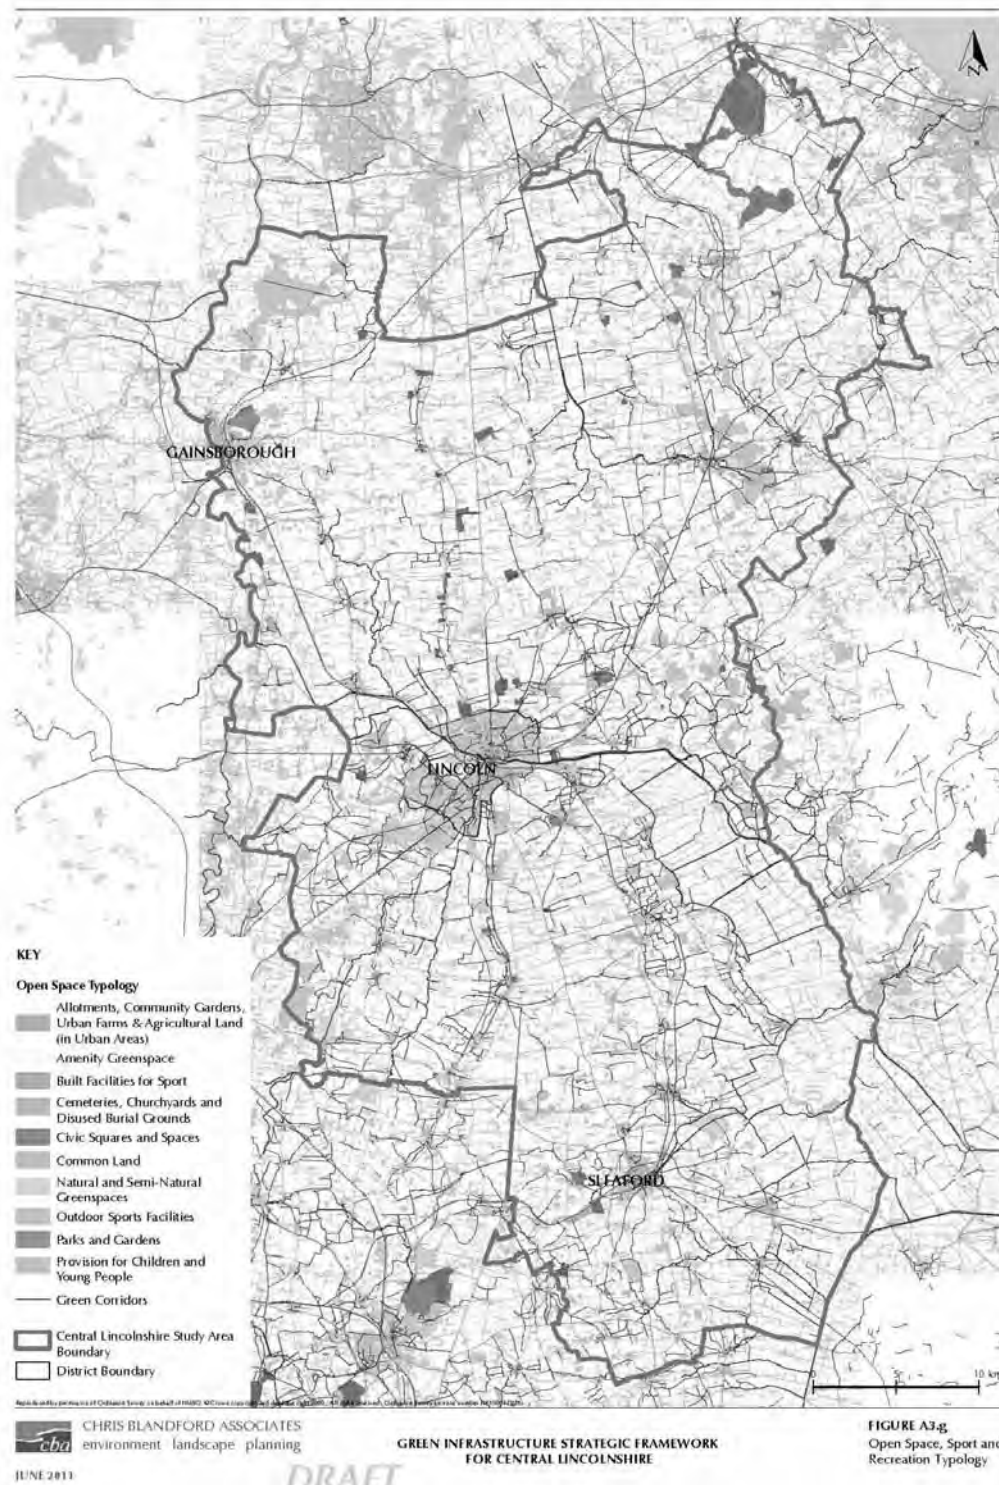 N
GAINSBOROUGH
LINCOLN
SLEAFORD
KEY
Open Space Typology
Allotments, Community Gardens,
Urban Farms & Agricultural Land
(in Urban Areas)
Amenity Greenspace
Built Facilities for Sport
Cemeteries, Churchyards and
Disused Burial Grounds
Civic Squares and Spaces
Common Land
Natural and Semi-Natural
Greenspaces
Outdoor Sports Facilities
Parks and Gardens
Provision for Children and
Young People
Green Corridors
Central Lincolnshire Study Area
Boundary
District Boundary
0 5 10 km
cba
CHRIS BLANDFORD ASSOCIATES
environment landscape planning
JUNE 2011
GREEN INFRASTRUCTURE STRATEGIC FRAMEWORK
FOR CENTRAL LINCOLNSHIRE
DRAFT
FIGURE A3.g
Open Space, Sport and
Recreation Typology